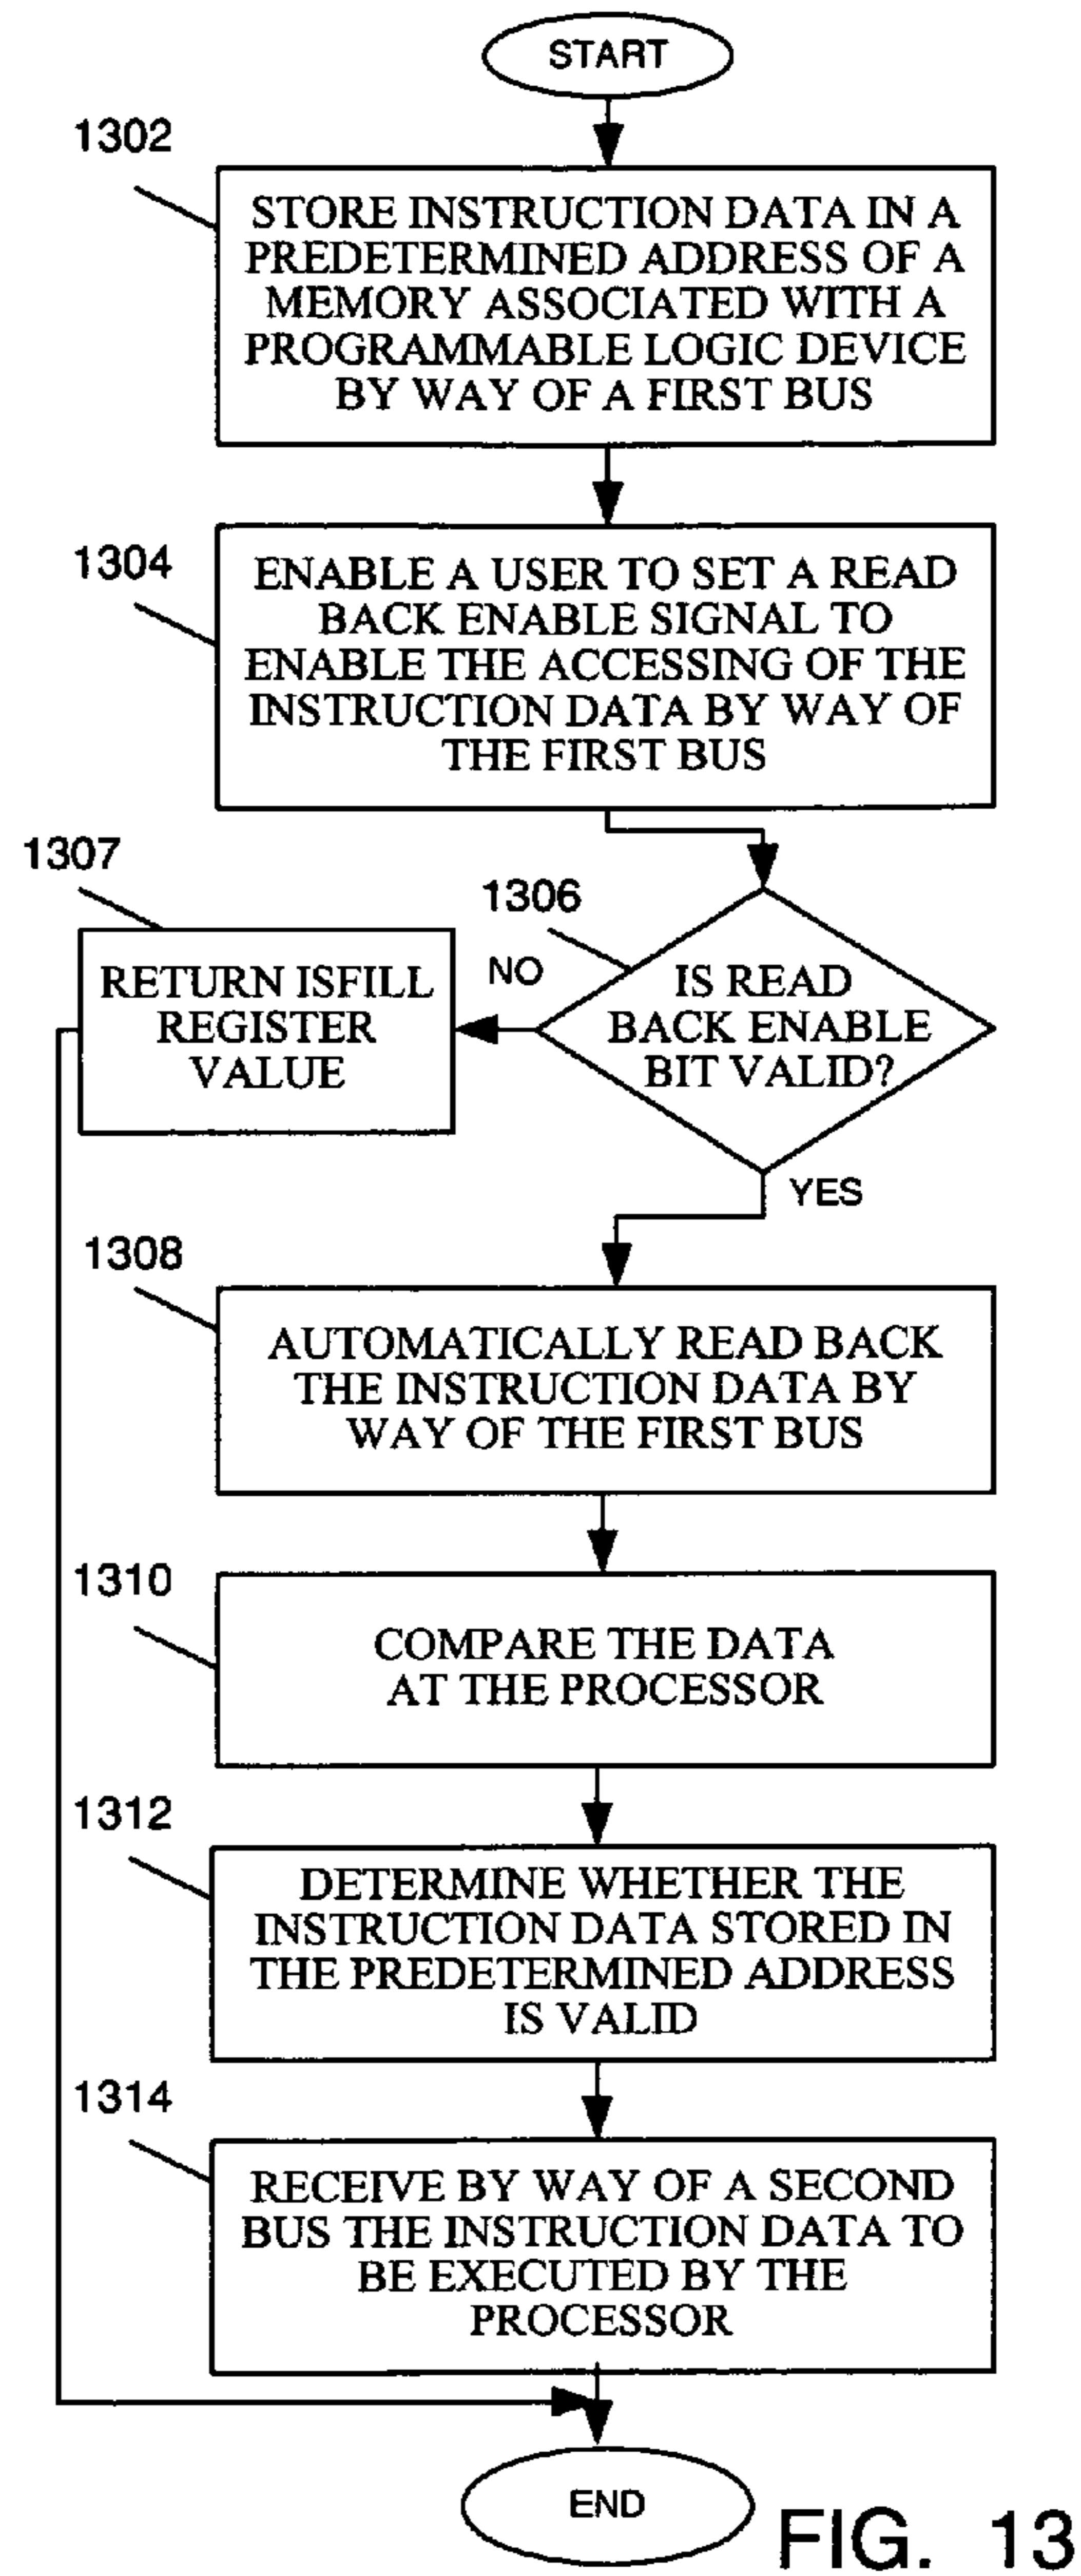 START
1302
STORE INSTRUCTION DATA IN A
PREDETERMINED ADDRESS OF A
MEMORY ASSOCIATED WITH A
PROGRAMMABLE LOGIC DEVICE
BY WAY OF A FIRST BUS
1304
ENABLE A USER TO SET A READ
BACK ENABLE SIGNAL TO
ENABLE THE ACCESSING OF THE
INSTRUCTION DATA BY WAY OF
THE FIRST BUS
1307
1306
RETURN ISFILL
REGISTER
VALUE
NO
IS READ
BACK ENABLE
BIT VALID?
YES
1308
AUTOMATICALLY READ BACK
THE INSTRUCTION DATA BY
WAY OF THE FIRST BUS
1310
COMPARE THE DATA
AT THE PROCESSOR
1312
DETERMINE WHETHER THE
INSTRUCTION DATA STORED IN
THE PREDETERMINED ADDRESS
IS VALID
1314
RECEIVE BY WAY OF A SECOND
BUS THE INSTRUCTION DATA TO
BE EXECUTED BY THE
PROCESSOR
END
FIG. 13